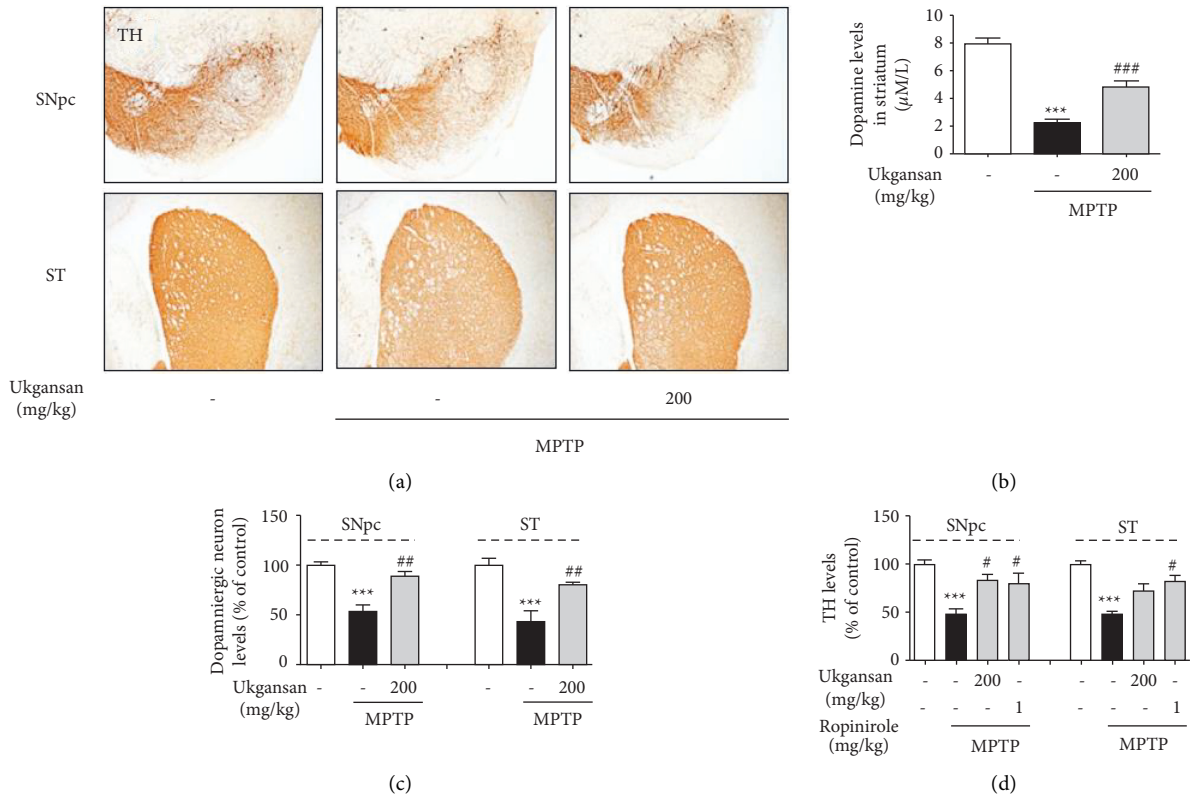 TH
SNpc
ST
Ukgansan
(mg/kg)
- - 200
MPTP
(a)
Dopamine levels
in striatum
(µM/L)
10
8
6
4
2
0
***
###
Ukgansan
(mg/kg)
- - 200
MPTP
(b)
Dopamniergic neuron
levels (% of control)
150
100
50
0
SNpc
ST
***
##
***
##
Ukgansan
(mg/kg)
- - 200 - - 200
MPTP MPTP
(c)
TH levels
(% of control)
150
100
50
0
SNpc
ST
***
#
#
***
#
Ukgansan
(mg/kg)
- - 200 - - - 200 -
Ropinirole
(mg/kg)
- - - 1 - - - 1
MPTP MPTP
(d)